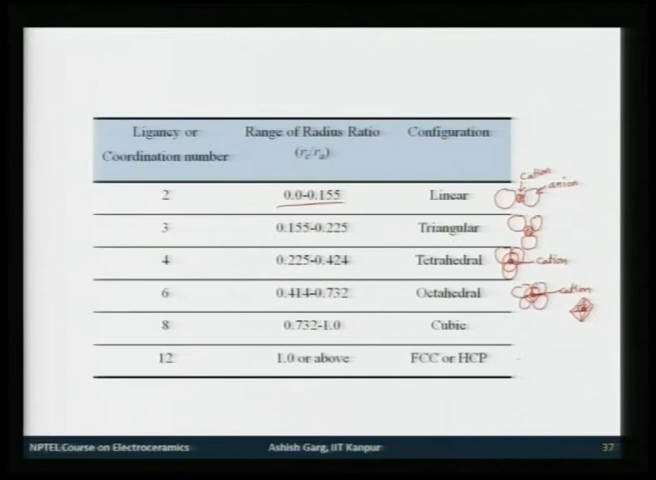 Ligancy or Range of Radius Ratio Configuration
Coordination number (rc/ra)
cation
anion
2 0.0-0.155 Linear
3 0.155-0.225 Triangular
4 0.225-0.424 Tetrahedral cation
6 0.414-0.732 Octahedral cation
8 0.732-1.0 Cubic
12 1.0 or above FCC or HCP
NPTEL Course on Electroceramics Ashish Garg, IIT Kanpur 37